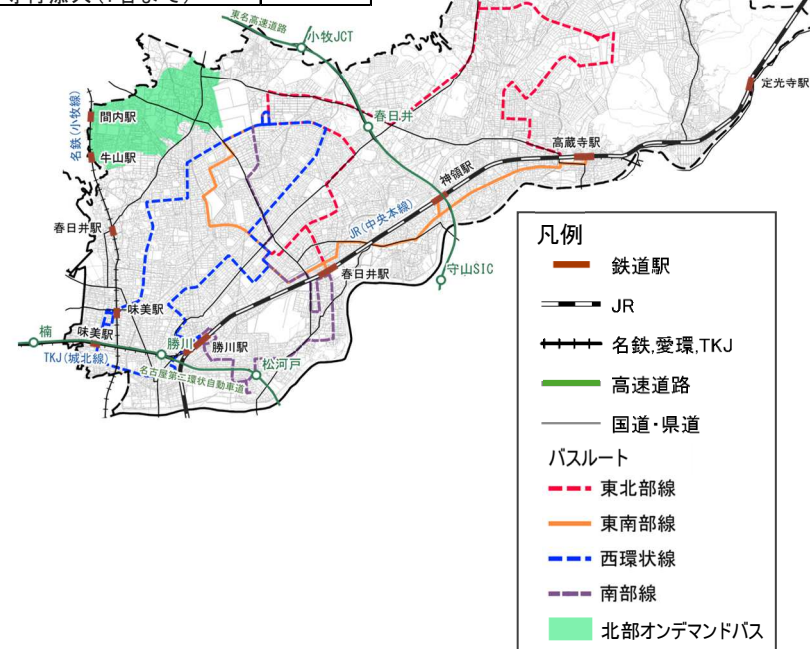 東名高速道路
小牧JCT
定光寺駅
名鉄(小牧線)
間内駅
春日井
牛山駅
高蔵寺駅
神領駅
JR(中央本線)
春日井駅
春日井駅
守山SIC
味美駅
楠
味美駅
勝川
勝川駅
TKJ(城北線)
松河戸
名古屋第二環状自動車道
凡例
鉄道駅
JR
名鉄,愛環,TKJ
高速道路
国道・県道
バスルート
東北部線
東南部線
西環状線
南部線
北部オンデマンドバス